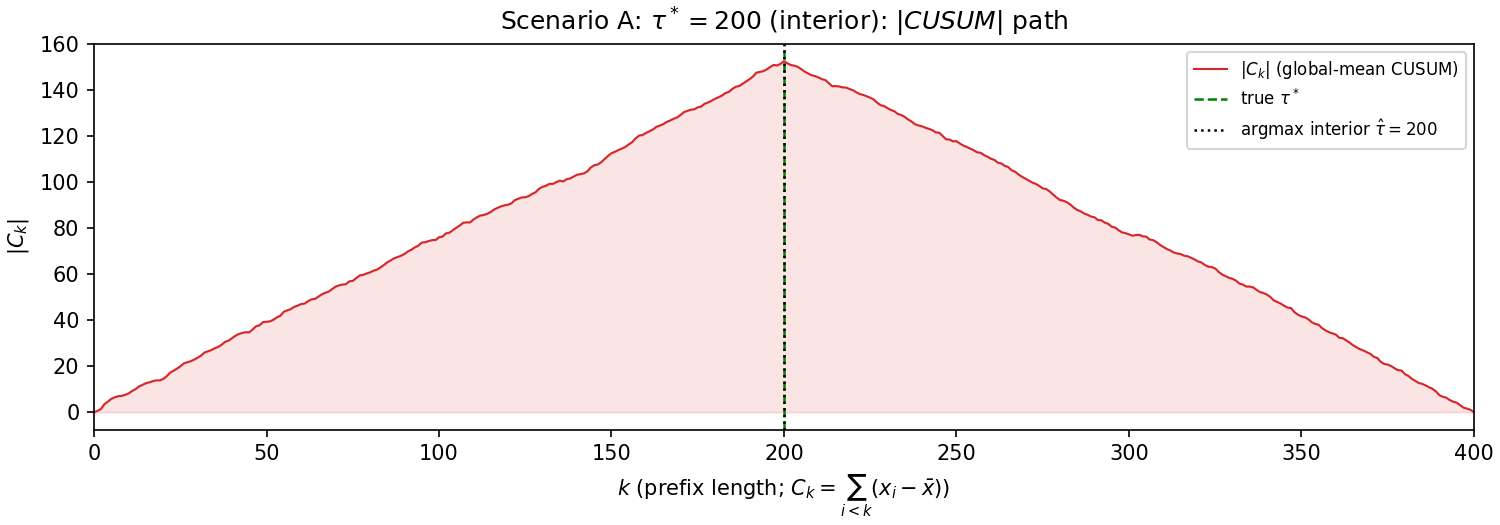 Scenario A: τ* = 200 (interior): |CUSUM| path
160
140
120
100
80
60
40
20
0
|C_k|
|C_k| (global-mean CUSUM)
true τ*
argmax interior τ̂ = 200
0 50 100 150 200 250 300 350 400
k (prefix length; C_k = ∑_{i<k} (x_i − x̄))